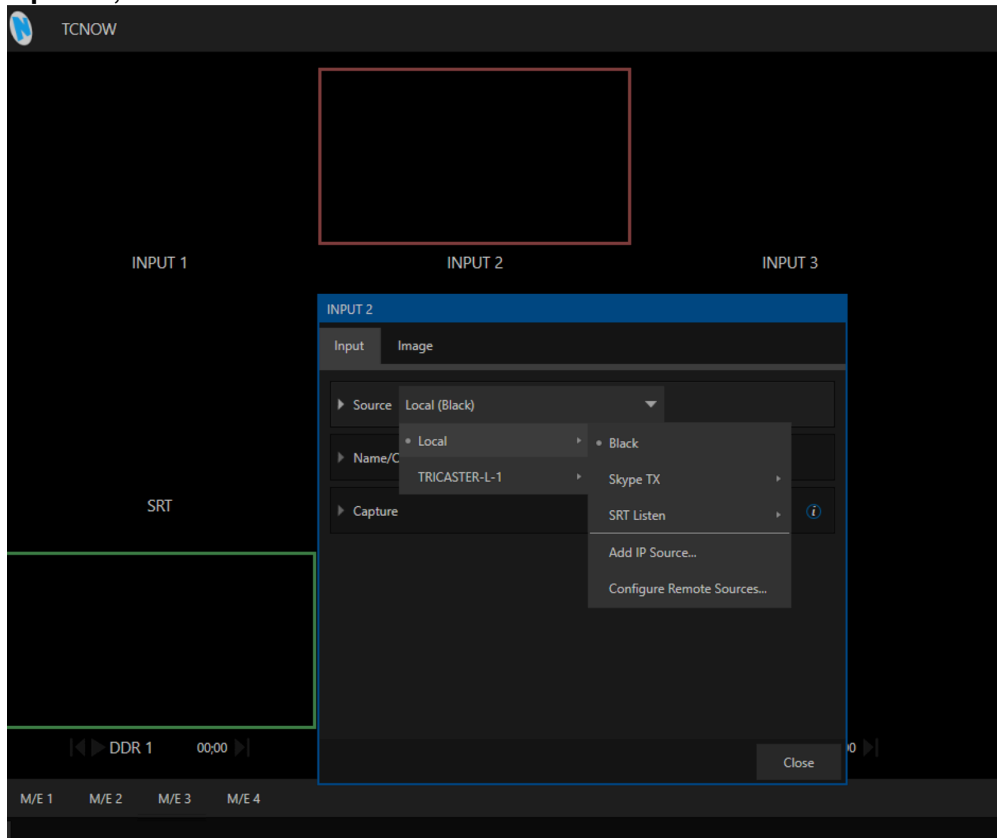 TCNOW
INPUT 1
INPUT 2
INPUT 3
INPUT 2
Input Image
Source Local (Black)
Local
Black
Name/C
TRICASTER-L-1
Skype TX
SRT
Capture
SRT Listen
Add IP Source...
Configure Remote Sources...
DDR 1 00;00
Close
M/E 1 M/E 2 M/E 3 M/E 4